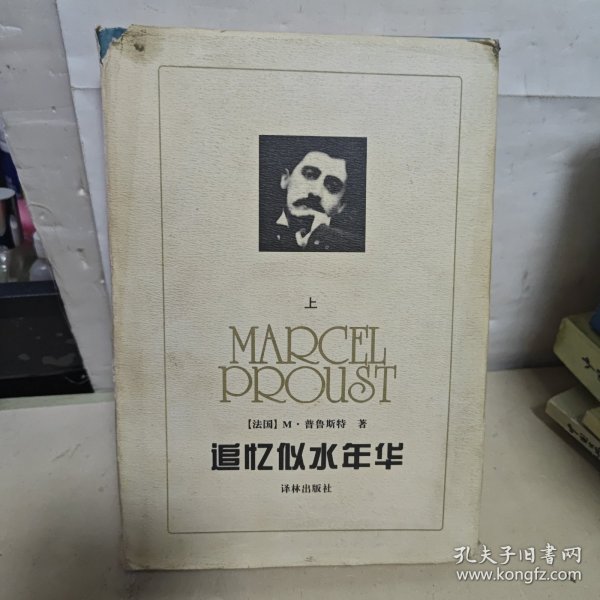 上
MARCEL
PROUST
【法国】M·普鲁斯特 著
追忆似水年华
译林出版社
孔夫子旧书网
www.kongfz.com